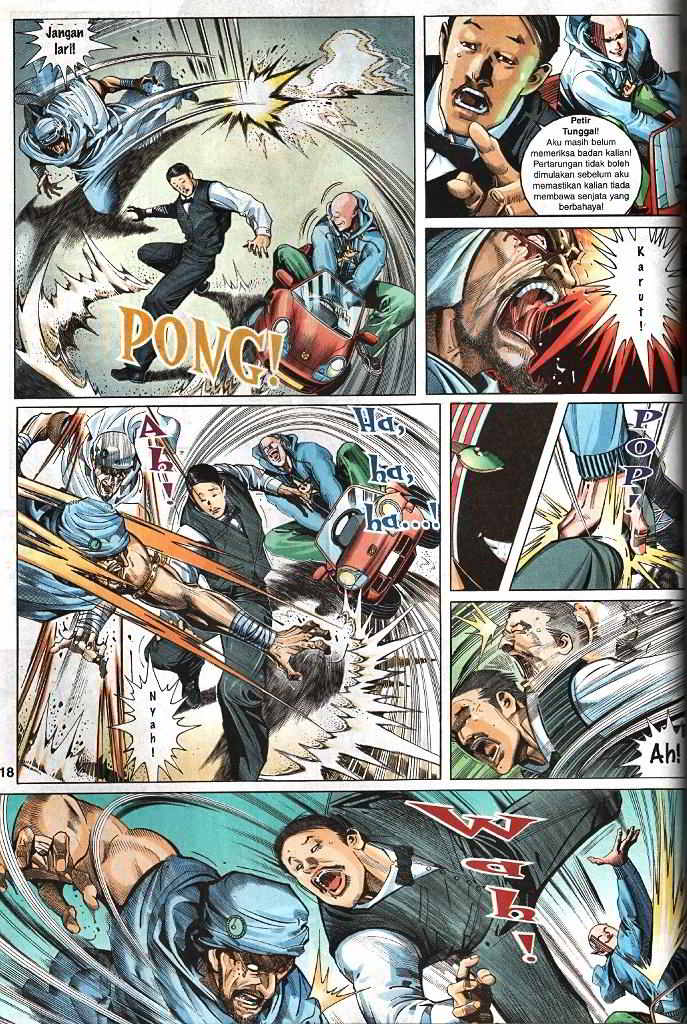 Jangan
lari!
PONG!
Petir
Tunggal!
Aku masih belum
memeriksa badan kalian!
Pertarungan tidak boleh
dimulakan sebelum aku
memastikan kalian tiada
membawa senjata yang
berbahaya!
Karut!
Ah!
Ha,
ha,
ha...!
Nyah!
POP!
Ah!
18
Wah!